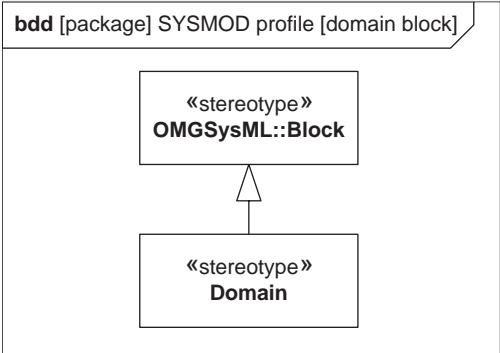 bdd [package] SYSMOD profile [domain block]
«stereotype»
OMGSysML::Block
«stereotype»
Domain